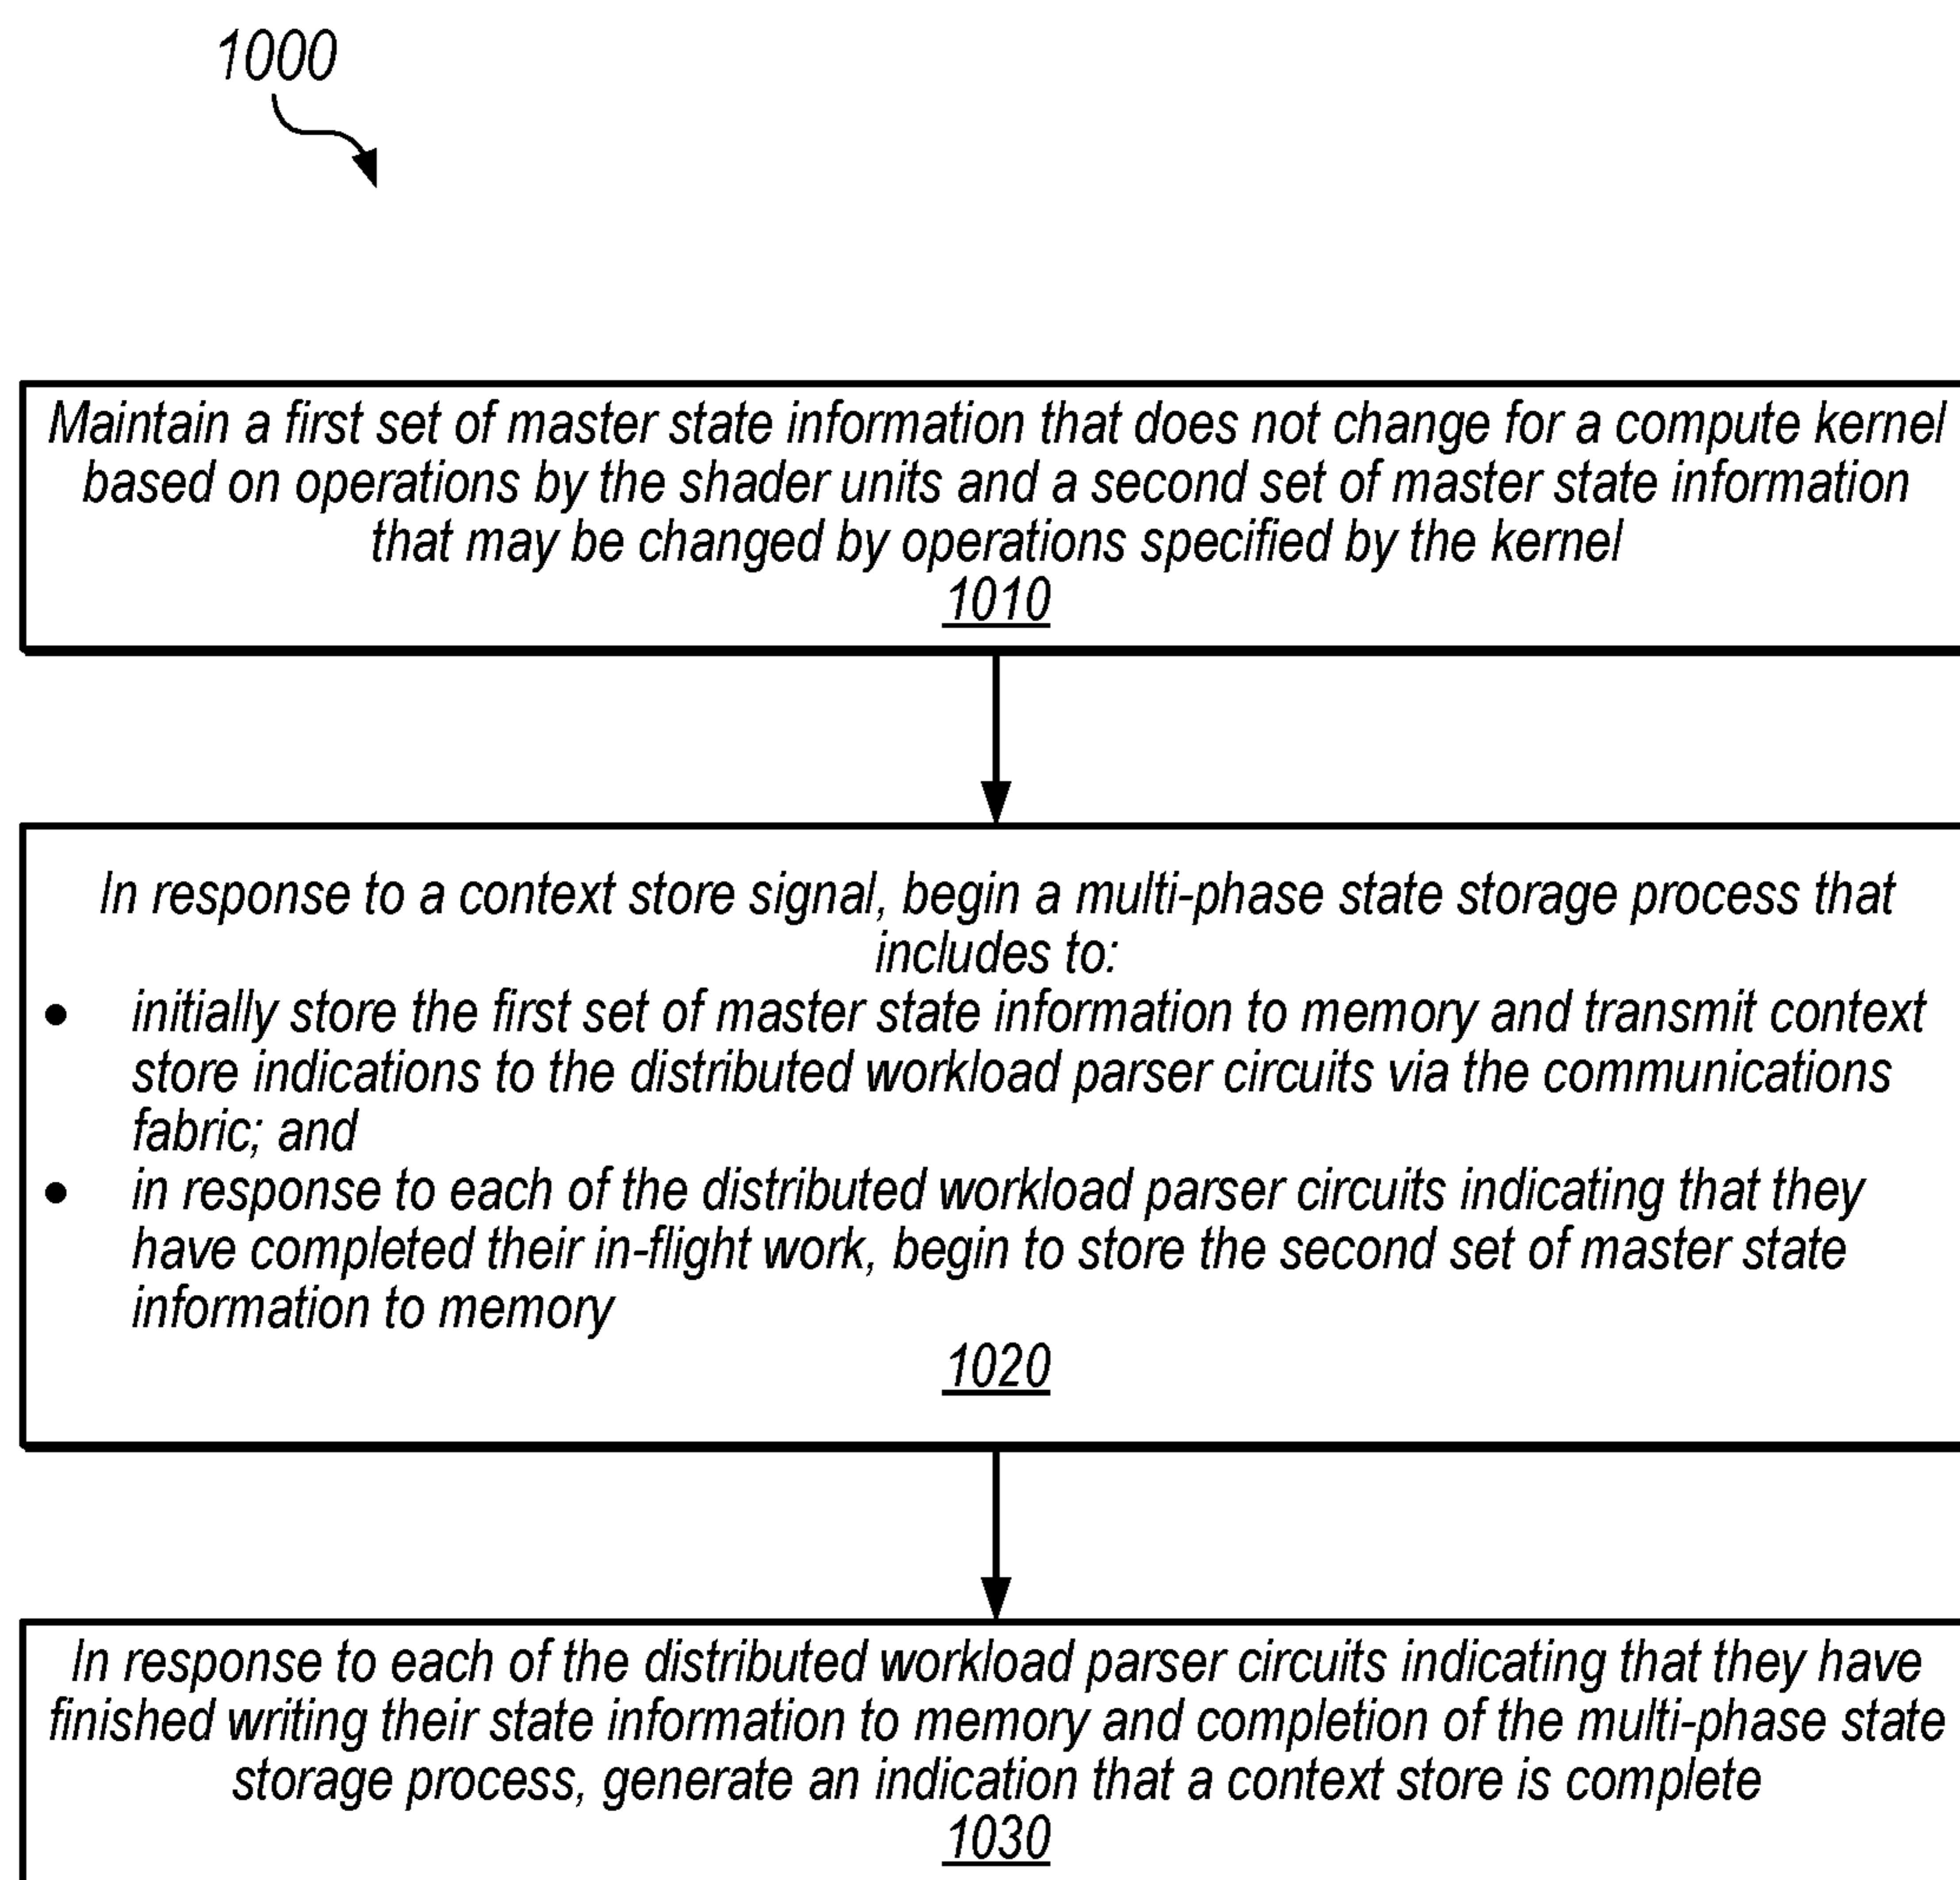 1000
Maintain a first set of master state information that does not change for a compute kernel
based on operations by the shader units and a second set of master state information
that may be changed by operations specified by the kernel
1010
In response to a context store signal, begin a multi-phase state storage process that
includes to:
• initially store the first set of master state information to memory and transmit context
store indications to the distributed workload parser circuits via the communications
fabric; and
• in response to each of the distributed workload parser circuits indicating that they
have completed their in-flight work, begin to store the second set of master state
information to memory
1020
In response to each of the distributed workload parser circuits indicating that they have
finished writing their state information to memory and completion of the multi-phase state
storage process, generate an indication that a context store is complete
1030